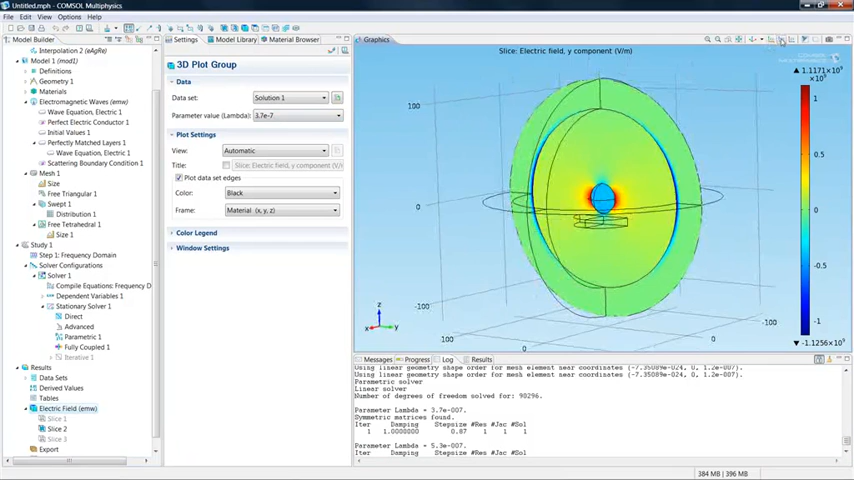 Untitled.mph - COMSOL Multiphysics
File Edit View Options Help
Model Builder
Interpolation 2 (eAgRe)
Model 1 (mod1)
Definitions
Geometry 1
Materials
Electromagnetic Waves (emw)
Wave Equation, Electric 1
Perfect Electric Conductor 1
Initial Values 1
Perfectly Matched Layers 1
Wave Equation, Electric 1
Scattering Boundary Condition 1
Mesh 1
Size
Free Triangular 1
Swept 1
Distribution 1
Free Tetrahedral 1
Size 1
Study 1
Step 1: Frequency Domain
Solver Configurations
Solver 1
Compile Equations: Frequency D
Dependent Variables 1
Stationary Solver 1
Direct
Advanced
Parametric 1
Fully Coupled 1
Iterative 1
Results
Data Sets
Derived Values
Tables
Electric Field (emw)
Slice 1
Slice 2
Slice 3
Export
Settings Model Library Material Browser
3D Plot Group
Data
Data set: Solution 1
Parameter value (Lambda): 3.7e-7
Plot Settings
View: Automatic
Title: Slice: Electric field, y component (V/m)
Plot data set edges
Color: Black
Frame: Material (x, y, z)
Color Legend
Window Settings
Graphics
Slice: Electric field, y component (V/m)
1.1171×10⁹
×10⁹
1
0.5
0
-0.5
-1
-1.1256×10⁹
100
0
-100
100
0
0
-100
z
x
y
Messages Progress Log Results
Using linear geometry shape order for mesh element near coordinates (-7.35089e-024, 0, 1.2e-007).
Using linear geometry shape order for mesh element near coordinates (-7.35089e-024, 0, 1.2e-007).
Parametric solver
Linear solver
Number of degrees of freedom solved for: 90296.
Parameter Lambda = 3.7e-007.
Symmetric matrices found.
Iter Damping Stepsize #Res #Jac #Sol
1 1.0000000 0.87 1 1 1
Parameter Lambda = 5.3e-007.
Iter Damping Stepsize #Res #Jac #Sol
384 MB | 396 MB